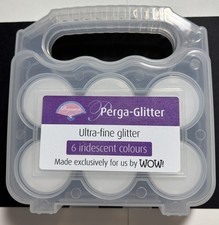 Perga-Glitter
Ultra-fine glitter
6 iridescent colours
Made exclusively for us by WOW!